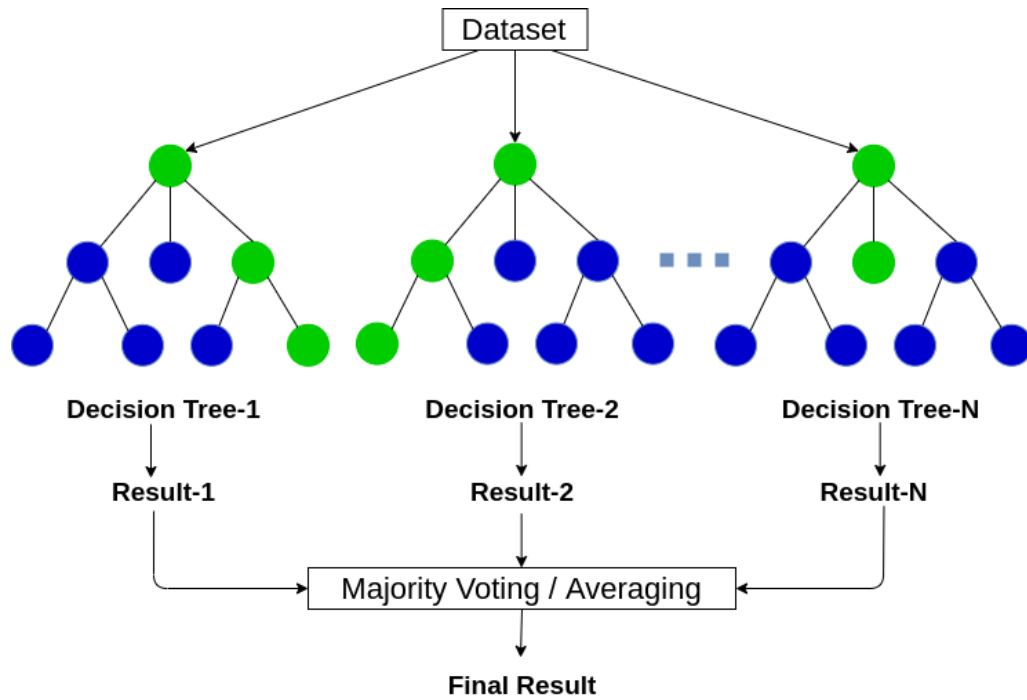 Dataset
Decision Tree-1
Decision Tree-2
Decision Tree-N
Result-1
Result-2
Result-N
Majority Voting / Averaging
Final Result